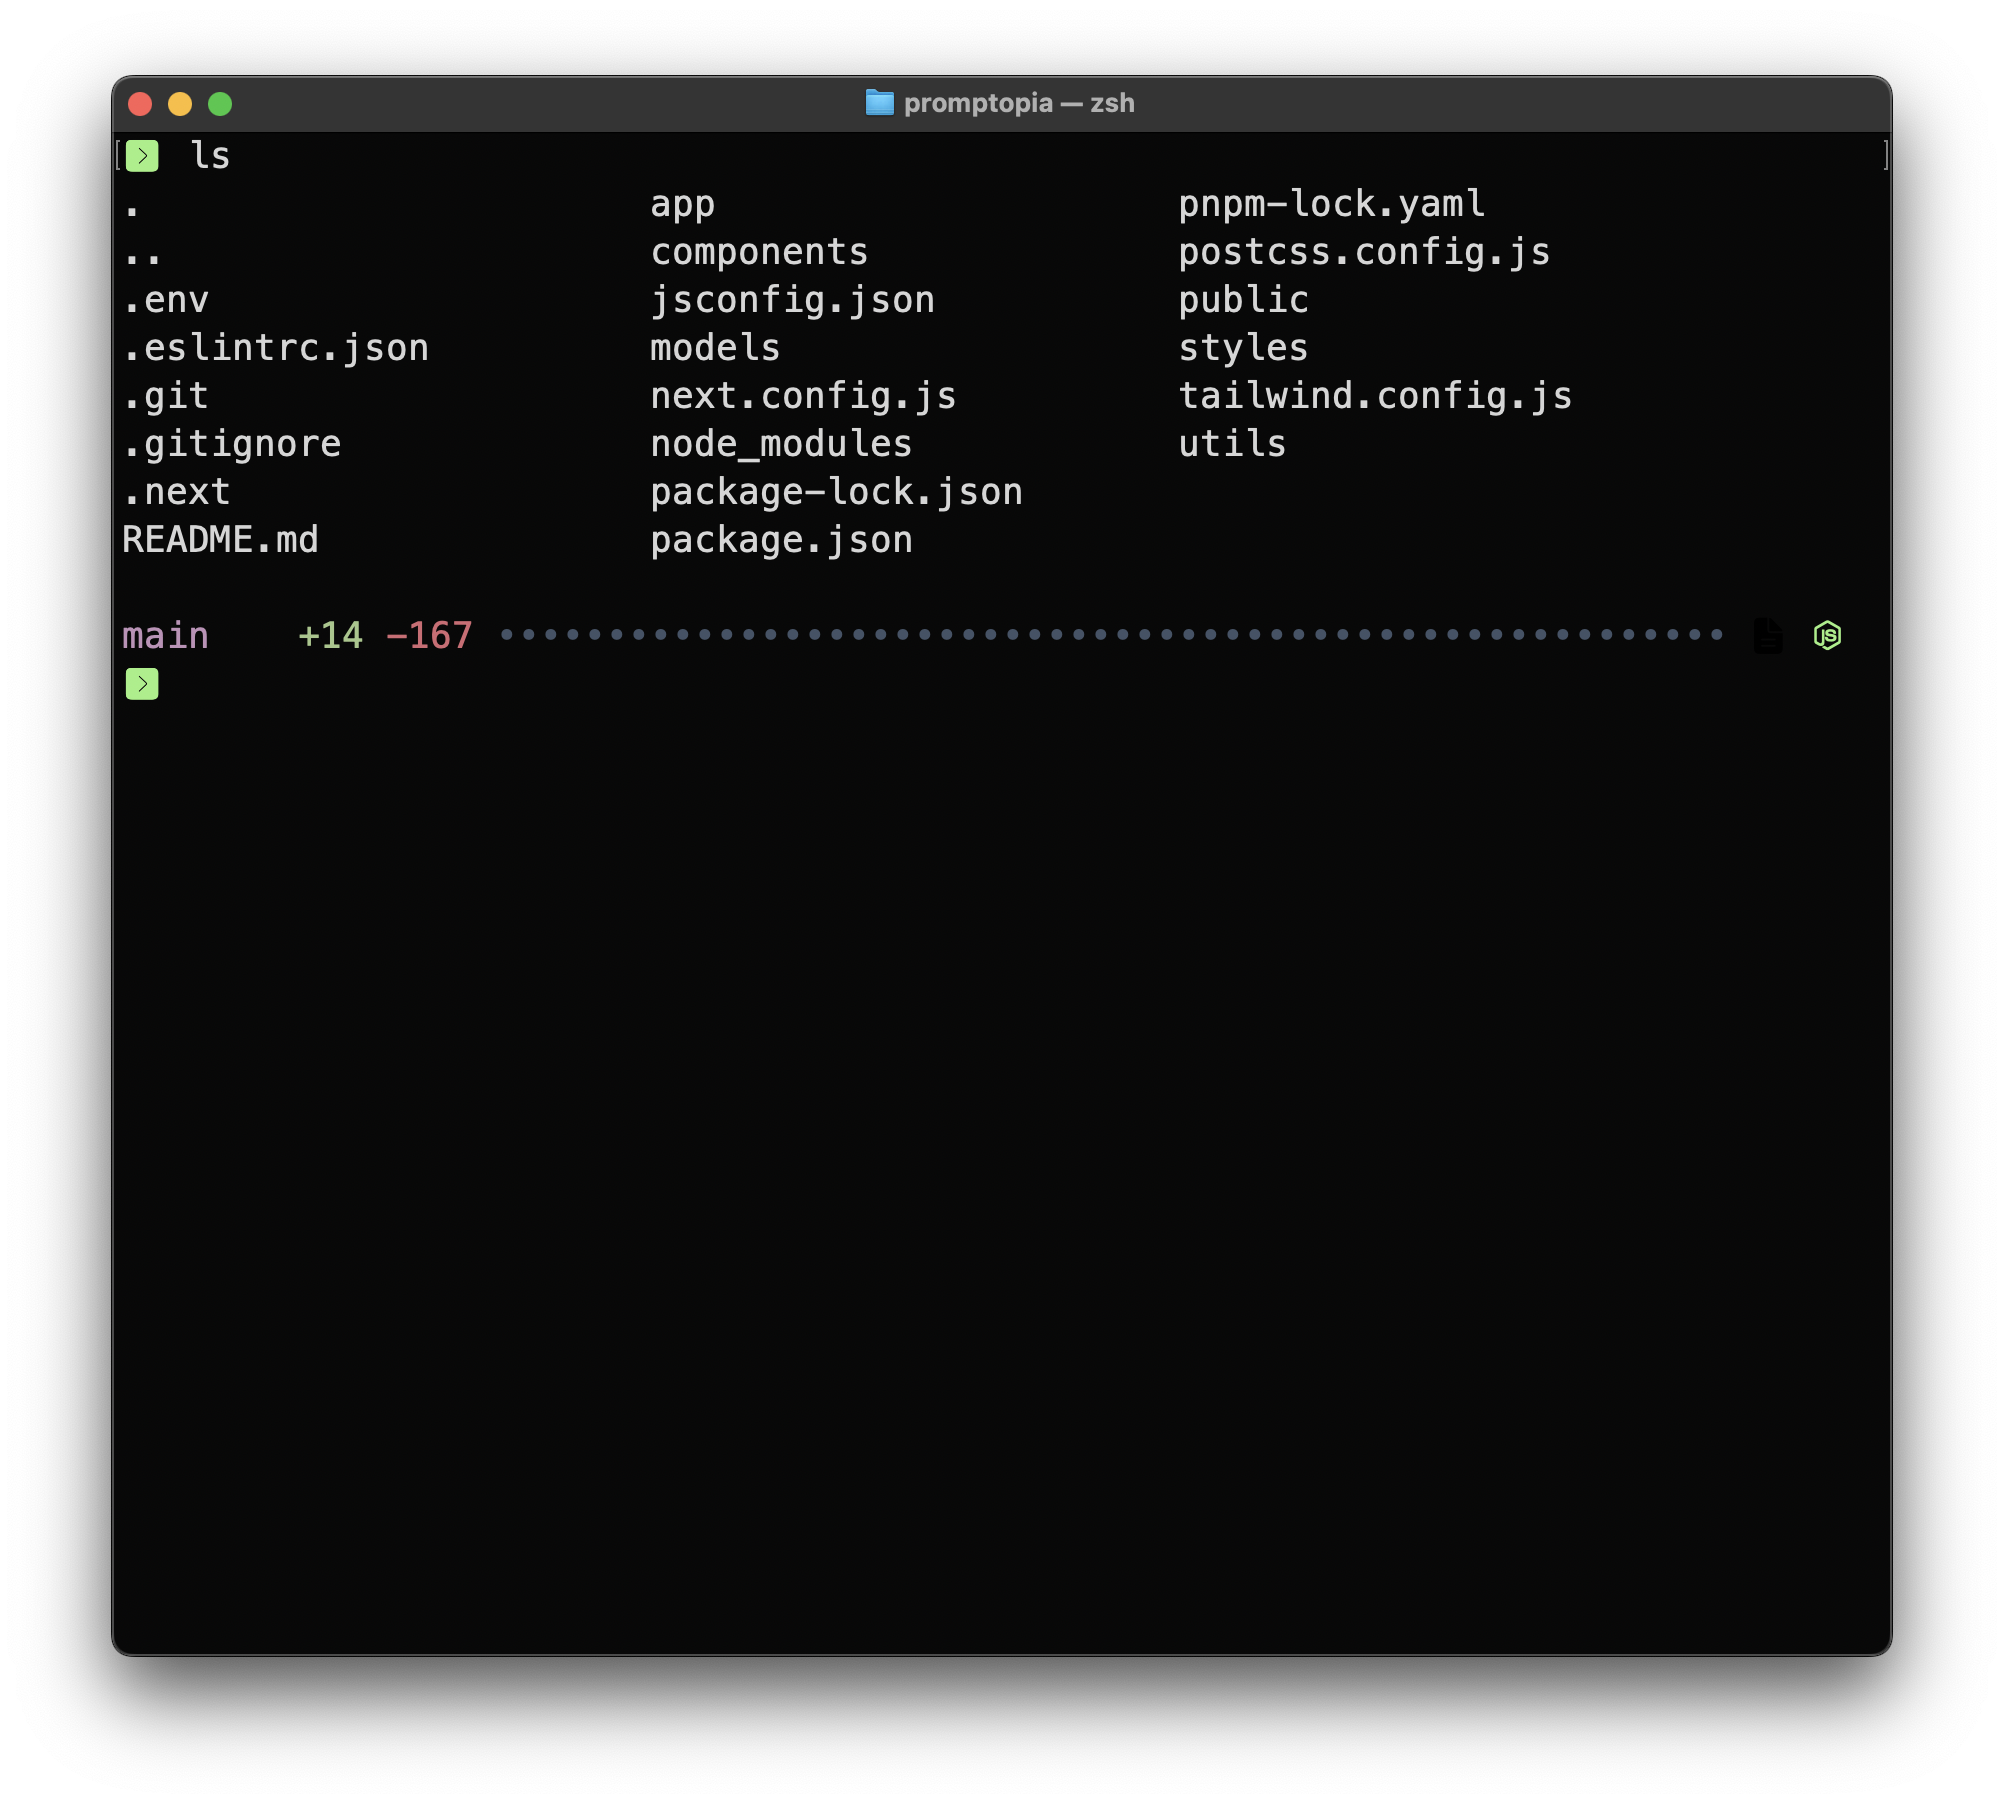 promptopia — zsh
ls
. app pnpm-lock.yaml
.. components postcss.config.js
.env jsconfig.json public
.eslintrc.json models styles
.git next.config.js tailwind.config.js
.gitignore node_modules utils
.next package-lock.json
README.md package.json
main +14 -167